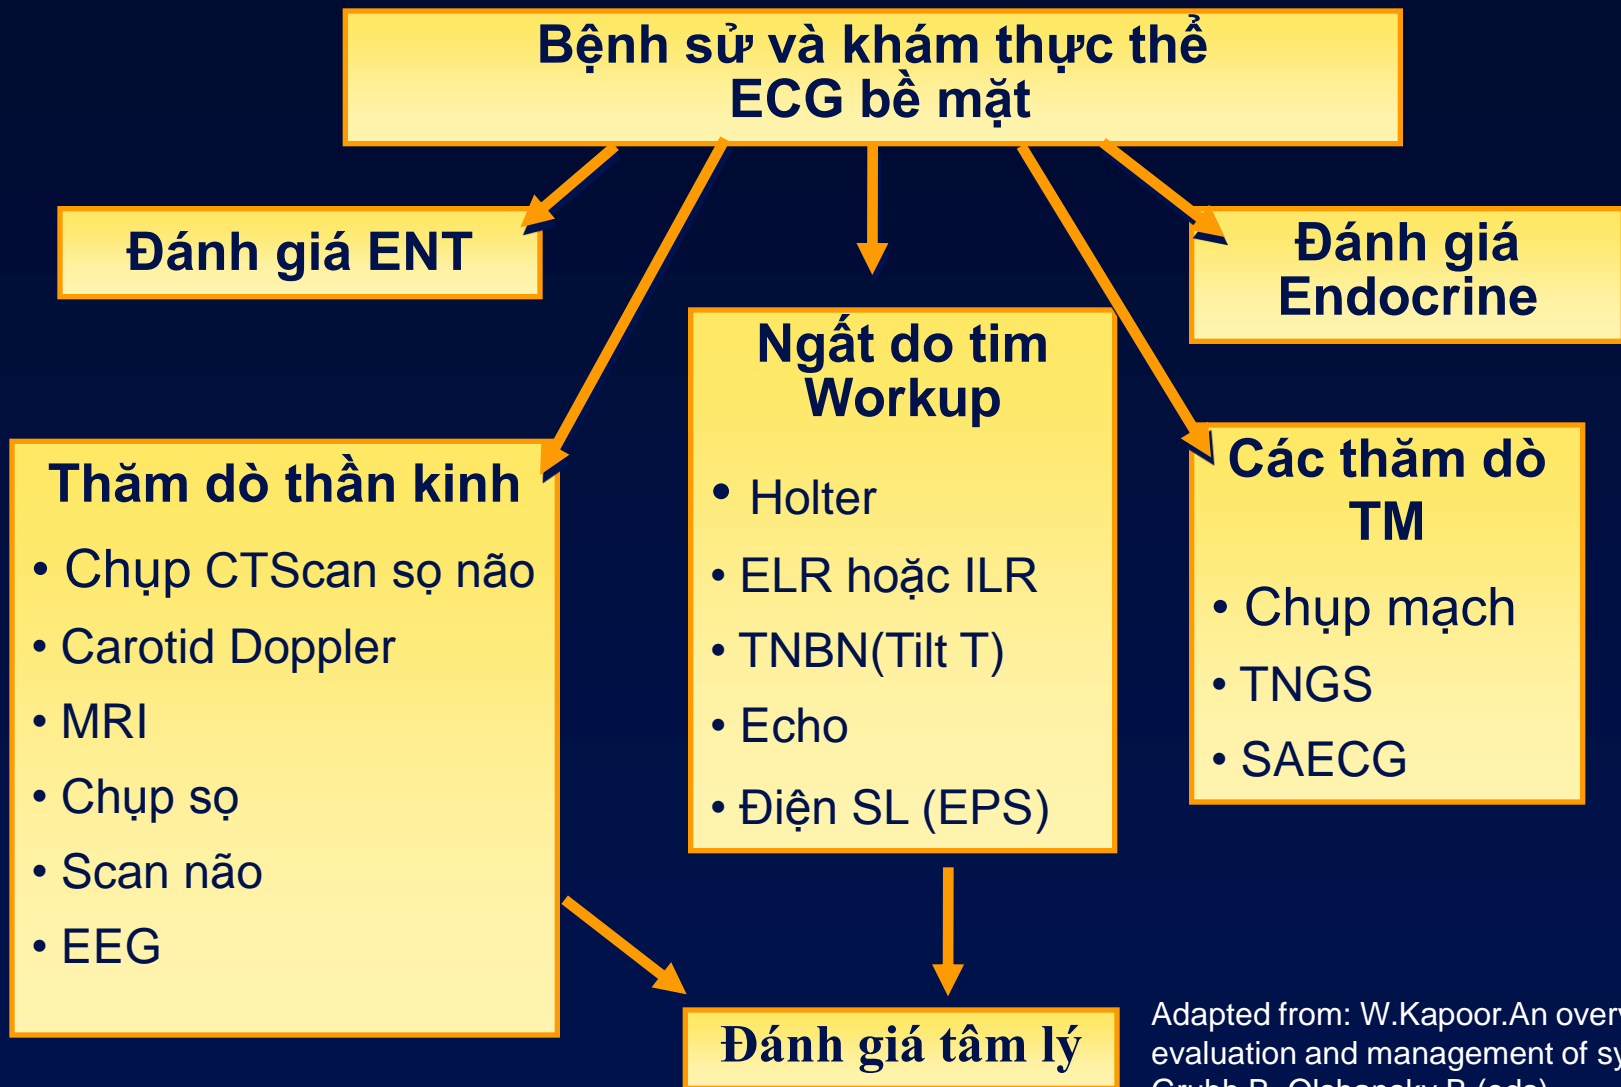 Bệnh sử và khám thực thể
ECG bề mặt
Đánh giá ENT
Đánh giá
Endocrine
Ngất do tim
Workup
• Holter
• ELR hoặc ILR
• TNBN(Tilt T)
• Echo
• Điện SL (EPS)
Thăm dò thần kinh
• Chụp CTScan sọ não
• Carotid Doppler
• MRI
• Chụp sọ
• Scan não
• EEG
Các thăm dò
TM
• Chụp mạch
• TNGS
• SAECG
Đánh giá tâm lý
Adapted from: W.Kapoor.An
evaluation and management of